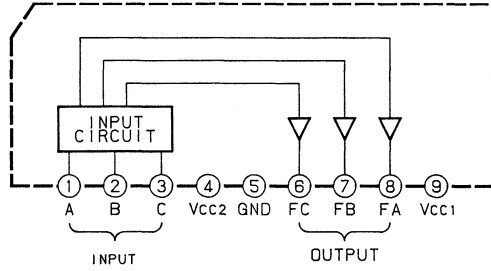 INPUT
CIRCUIT
1 2 3 4 5 6 7 8 9
A B C Vcc2 GND FC FB FA Vcc1
INPUT OUTPUT